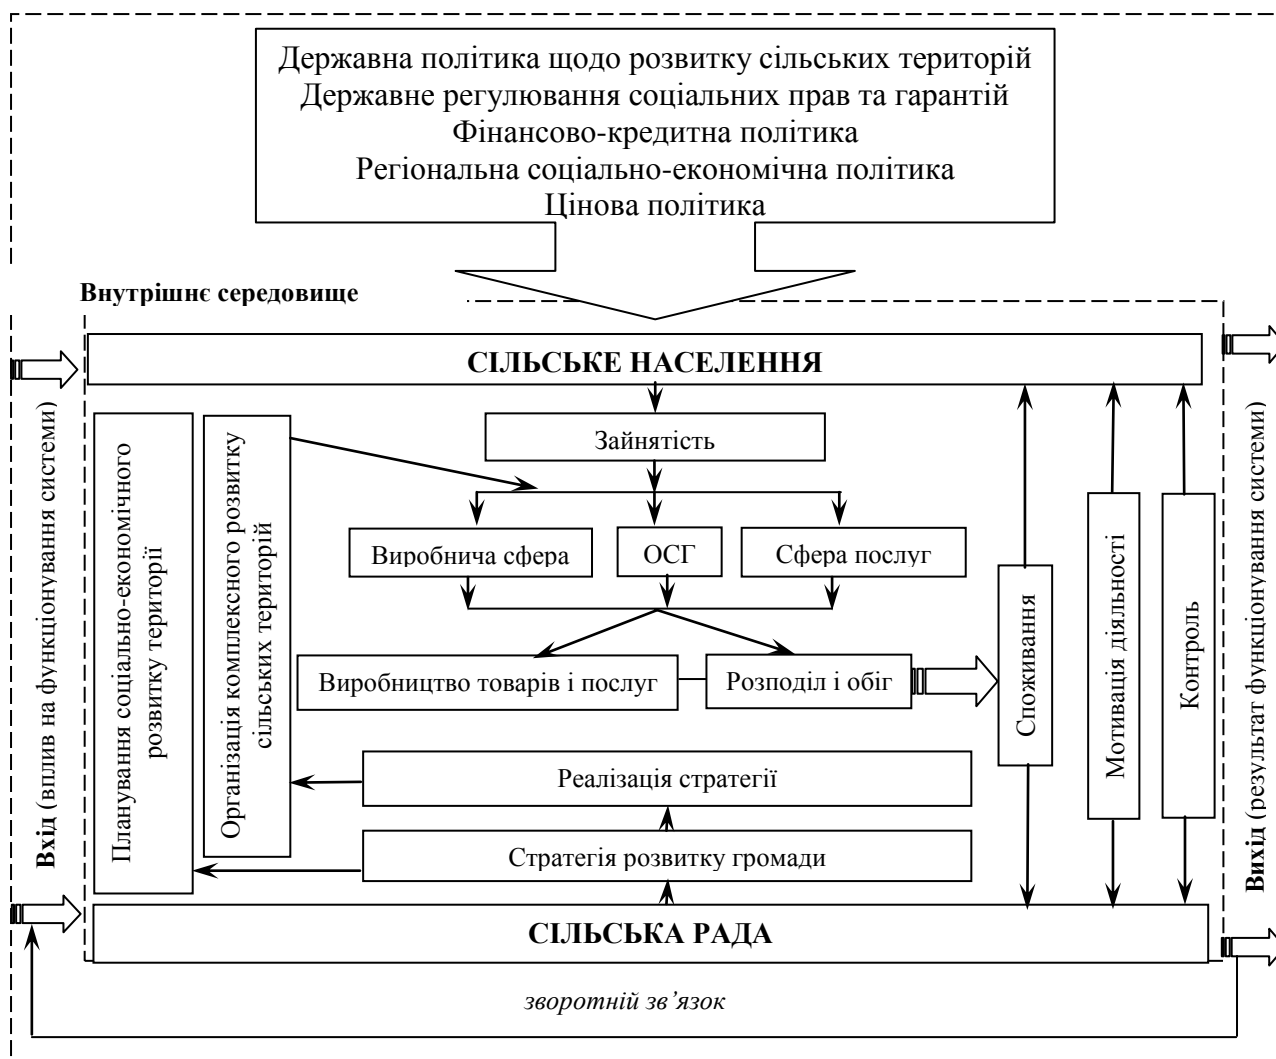 Державна політика щодо розвитку сільських територій
Державне регулювання соціальних прав та гарантій
Фінансово-кредитна політика
Регіональна соціально-економічна політика
Цінова політика
Внутрішнє середовище
СІЛЬСЬКЕ НАСЕЛЕННЯ
Вхід (вплив на функціонування системи)
Планування соціально-економічного
розвитку території
Організація комплексного розвитку
сільських територій
Зайнятість
Виробнича сфера
ОСГ
Сфера послуг
Виробництво товарів і послуг
Розподіл і обіг
Споживання
Мотивація діяльності
Контроль
Вихід (результат функціонування системи)
Реалізація стратегії
Стратегія розвитку громади
СІЛЬСЬКА РАДА
зворотній зв’язок